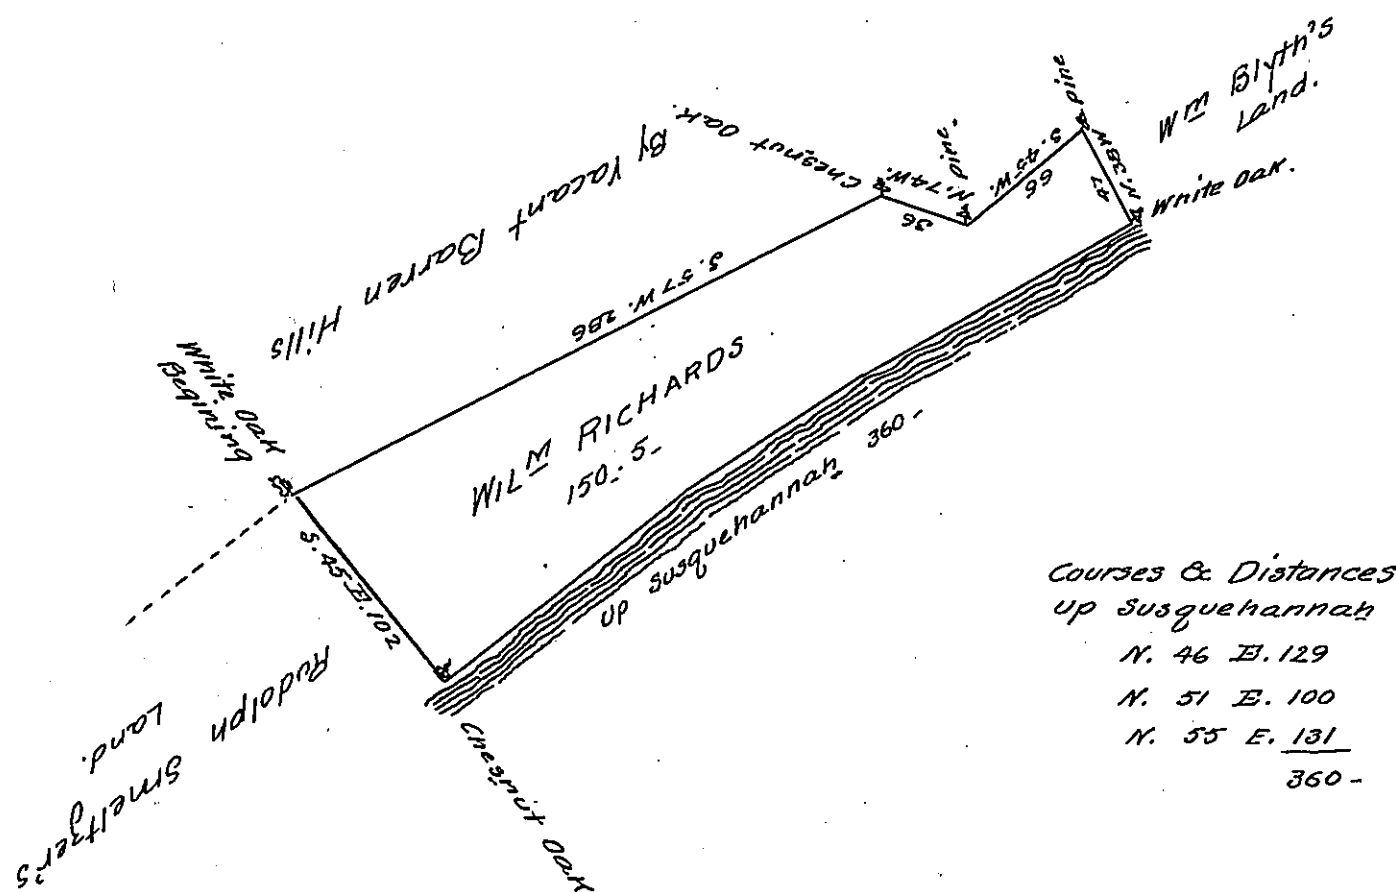 Wm Blyth's
Land.
Pine
N. 38 W
47
White Oak.
S. 45 W.
66
Pine.
N. 74 W.
36
Chesnut Oak.
By Vacant Barren Hills
S. 57 W. 286
White Oak
Begining
WILm RICHARDS
150.. 5-
S. 45 E. 102
Up Susquehannah 360-
Rudolph Smeltzer's
Land.
Chesnut Oak
Courses & Distances
up Susquehannah
N. 46 E. 129
N. 51 E. 100
N. 55 E. 131
360-